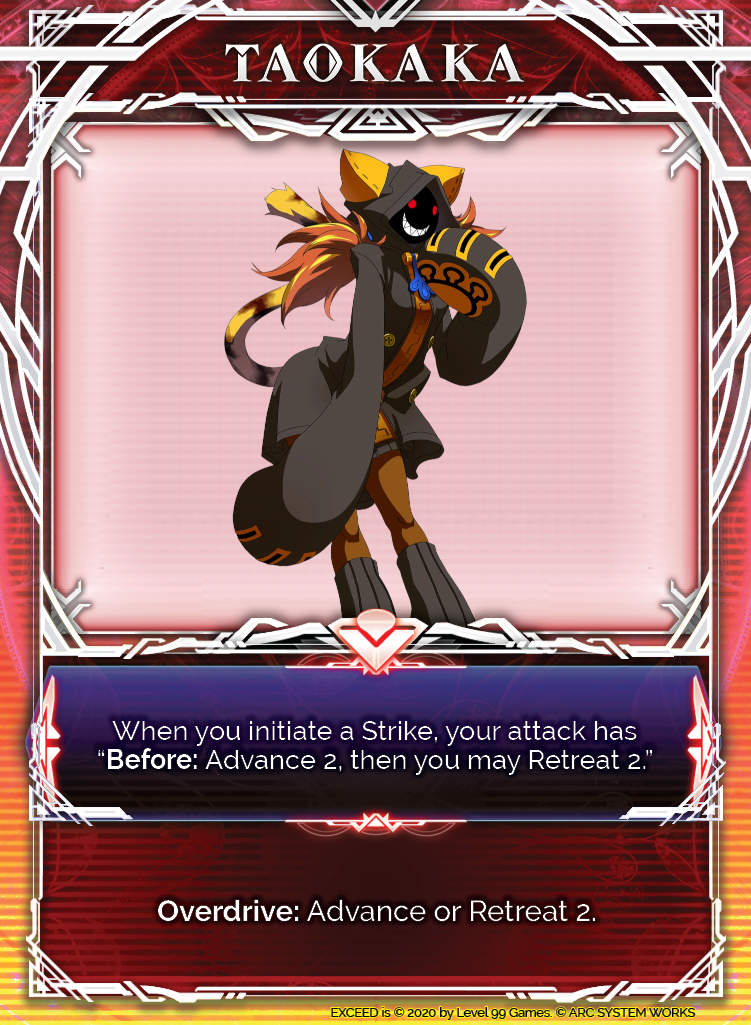 TAOKAKA
When you initiate a Strike, your attack has
“Before: Advance 2, then you may Retreat 2.”
Overdrive: Advance or Retreat 2.
EXCEED is © 2020 by Level 99 Games. © ARC SYSTEM WORKS